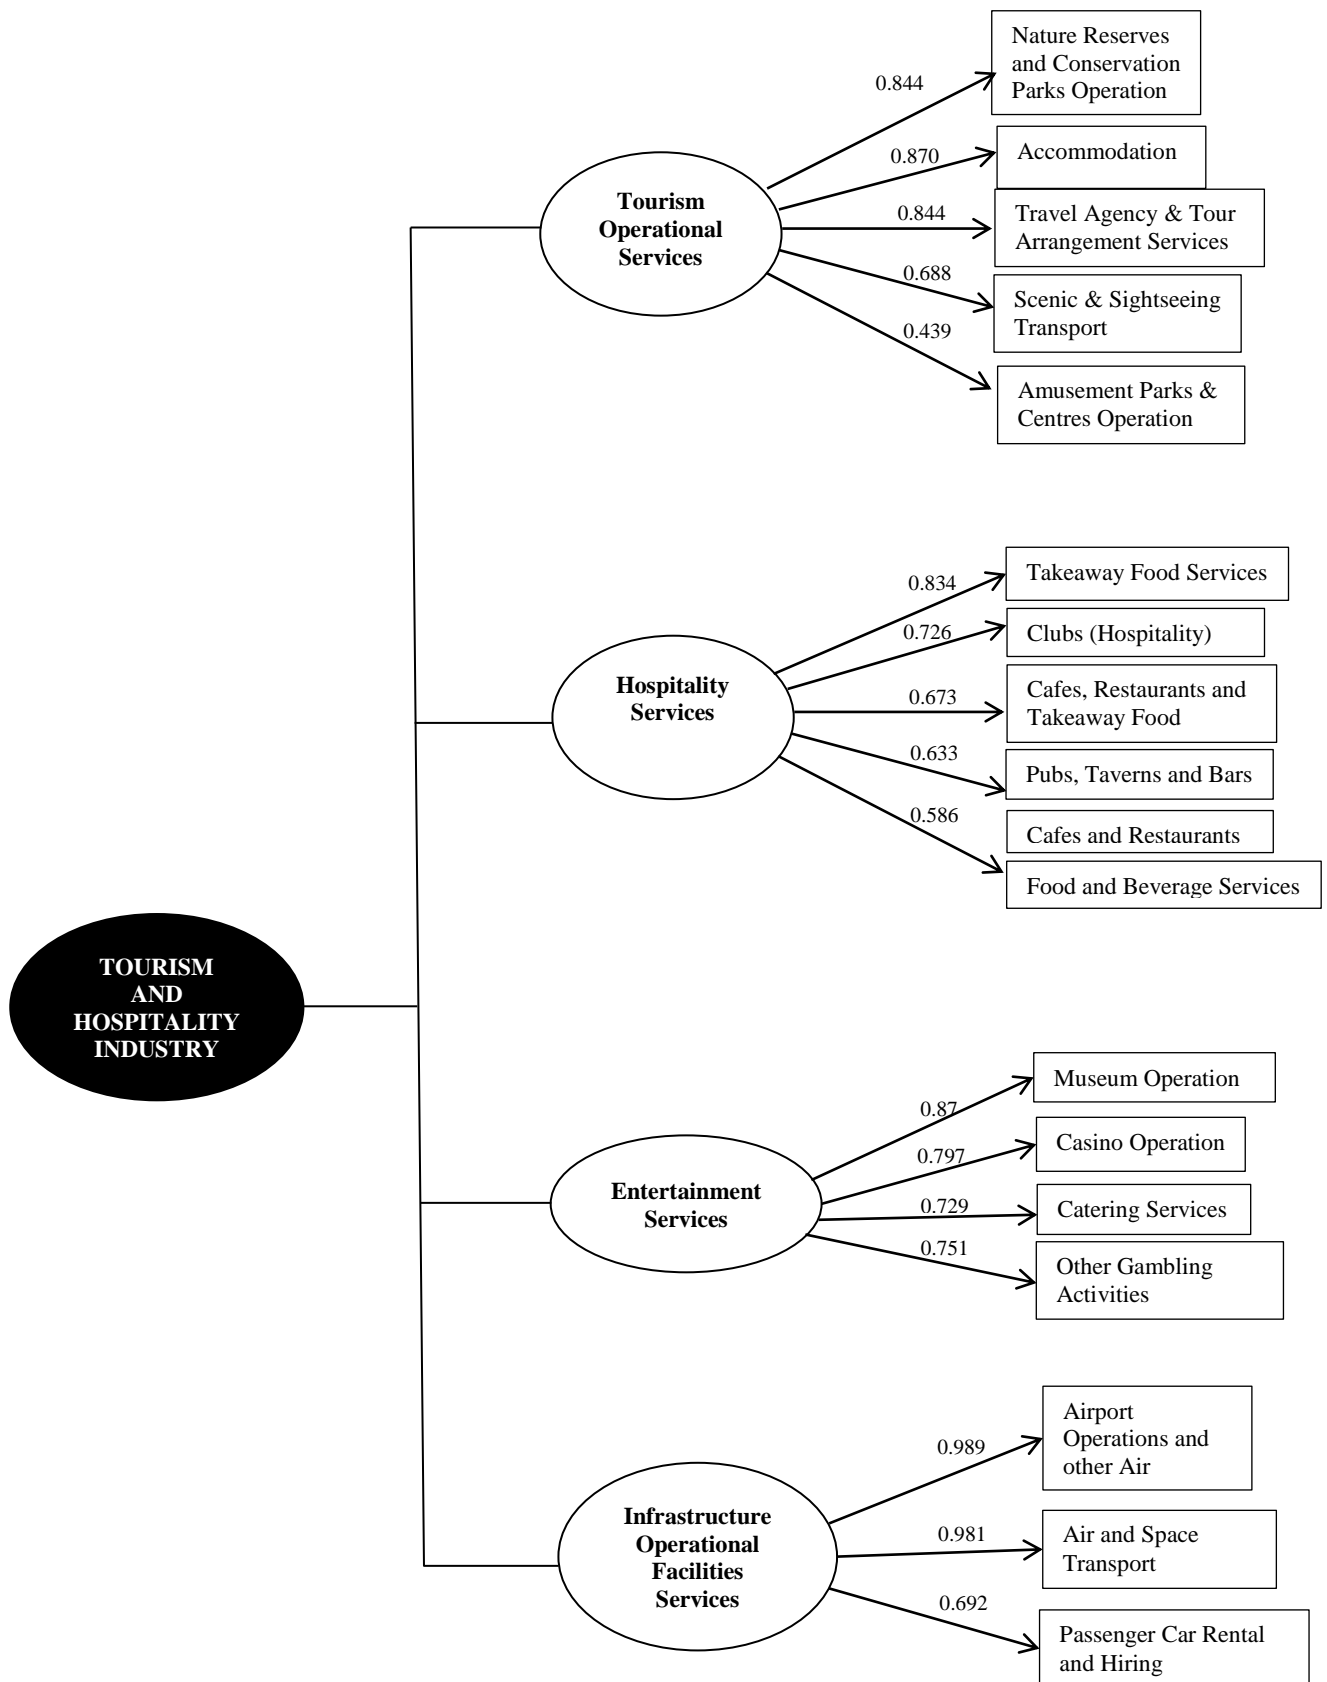 Nature Reserves
and Conservation
Parks Operation
0.844
Accommodation
0.870
Tourism
Operational
Services
Travel Agency & Tour
Arrangement Services
0.844
0.688
Scenic & Sightseeing
Transport
0.439
Amusement Parks &
Centres Operation
Takeaway Food Services
0.834
Clubs (Hospitality)
0.726
Hospitality
Services
Cafes, Restaurants and
Takeaway Food
0.673
0.633
Pubs, Taverns and Bars
0.586
Cafes and Restaurants
Food and Beverage Services
TOURISM
AND
HOSPITALITY
INDUSTRY
Museum Operation
0.87
Casino Operation
0.797
Entertainment
Services
0.729
Catering Services
0.751
Other Gambling
Activities
Airport
Operations and
other Air
0.989
Infrastructure
Operational
Facilities
Services
0.981
Air and Space
Transport
0.692
Passenger Car Rental
and Hiring